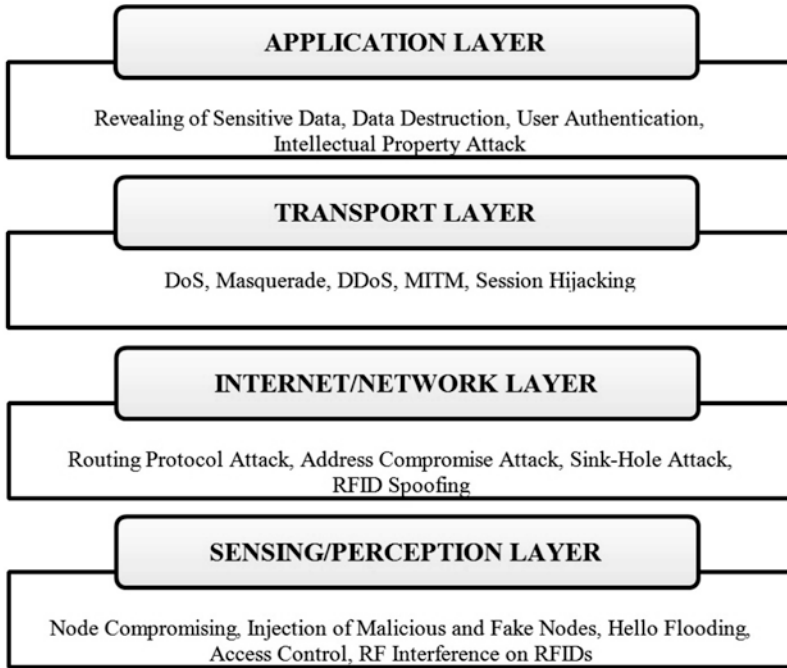 APPLICATION LAYER
Revealing of Sensitive Data, Data Destruction, User Authentication,
Intellectual Property Attack
TRANSPORT LAYER
DoS, Masquerade, DDoS, MITM, Session Hijacking
INTERNET/NETWORK LAYER
Routing Protocol Attack, Address Compromise Attack, Sink-Hole Attack,
RFID Spoofing
SENSING/PERCEPTION LAYER
Node Compromising, Injection of Malicious and Fake Nodes, Hello Flooding,
Access Control, RF Interference on RFIDs